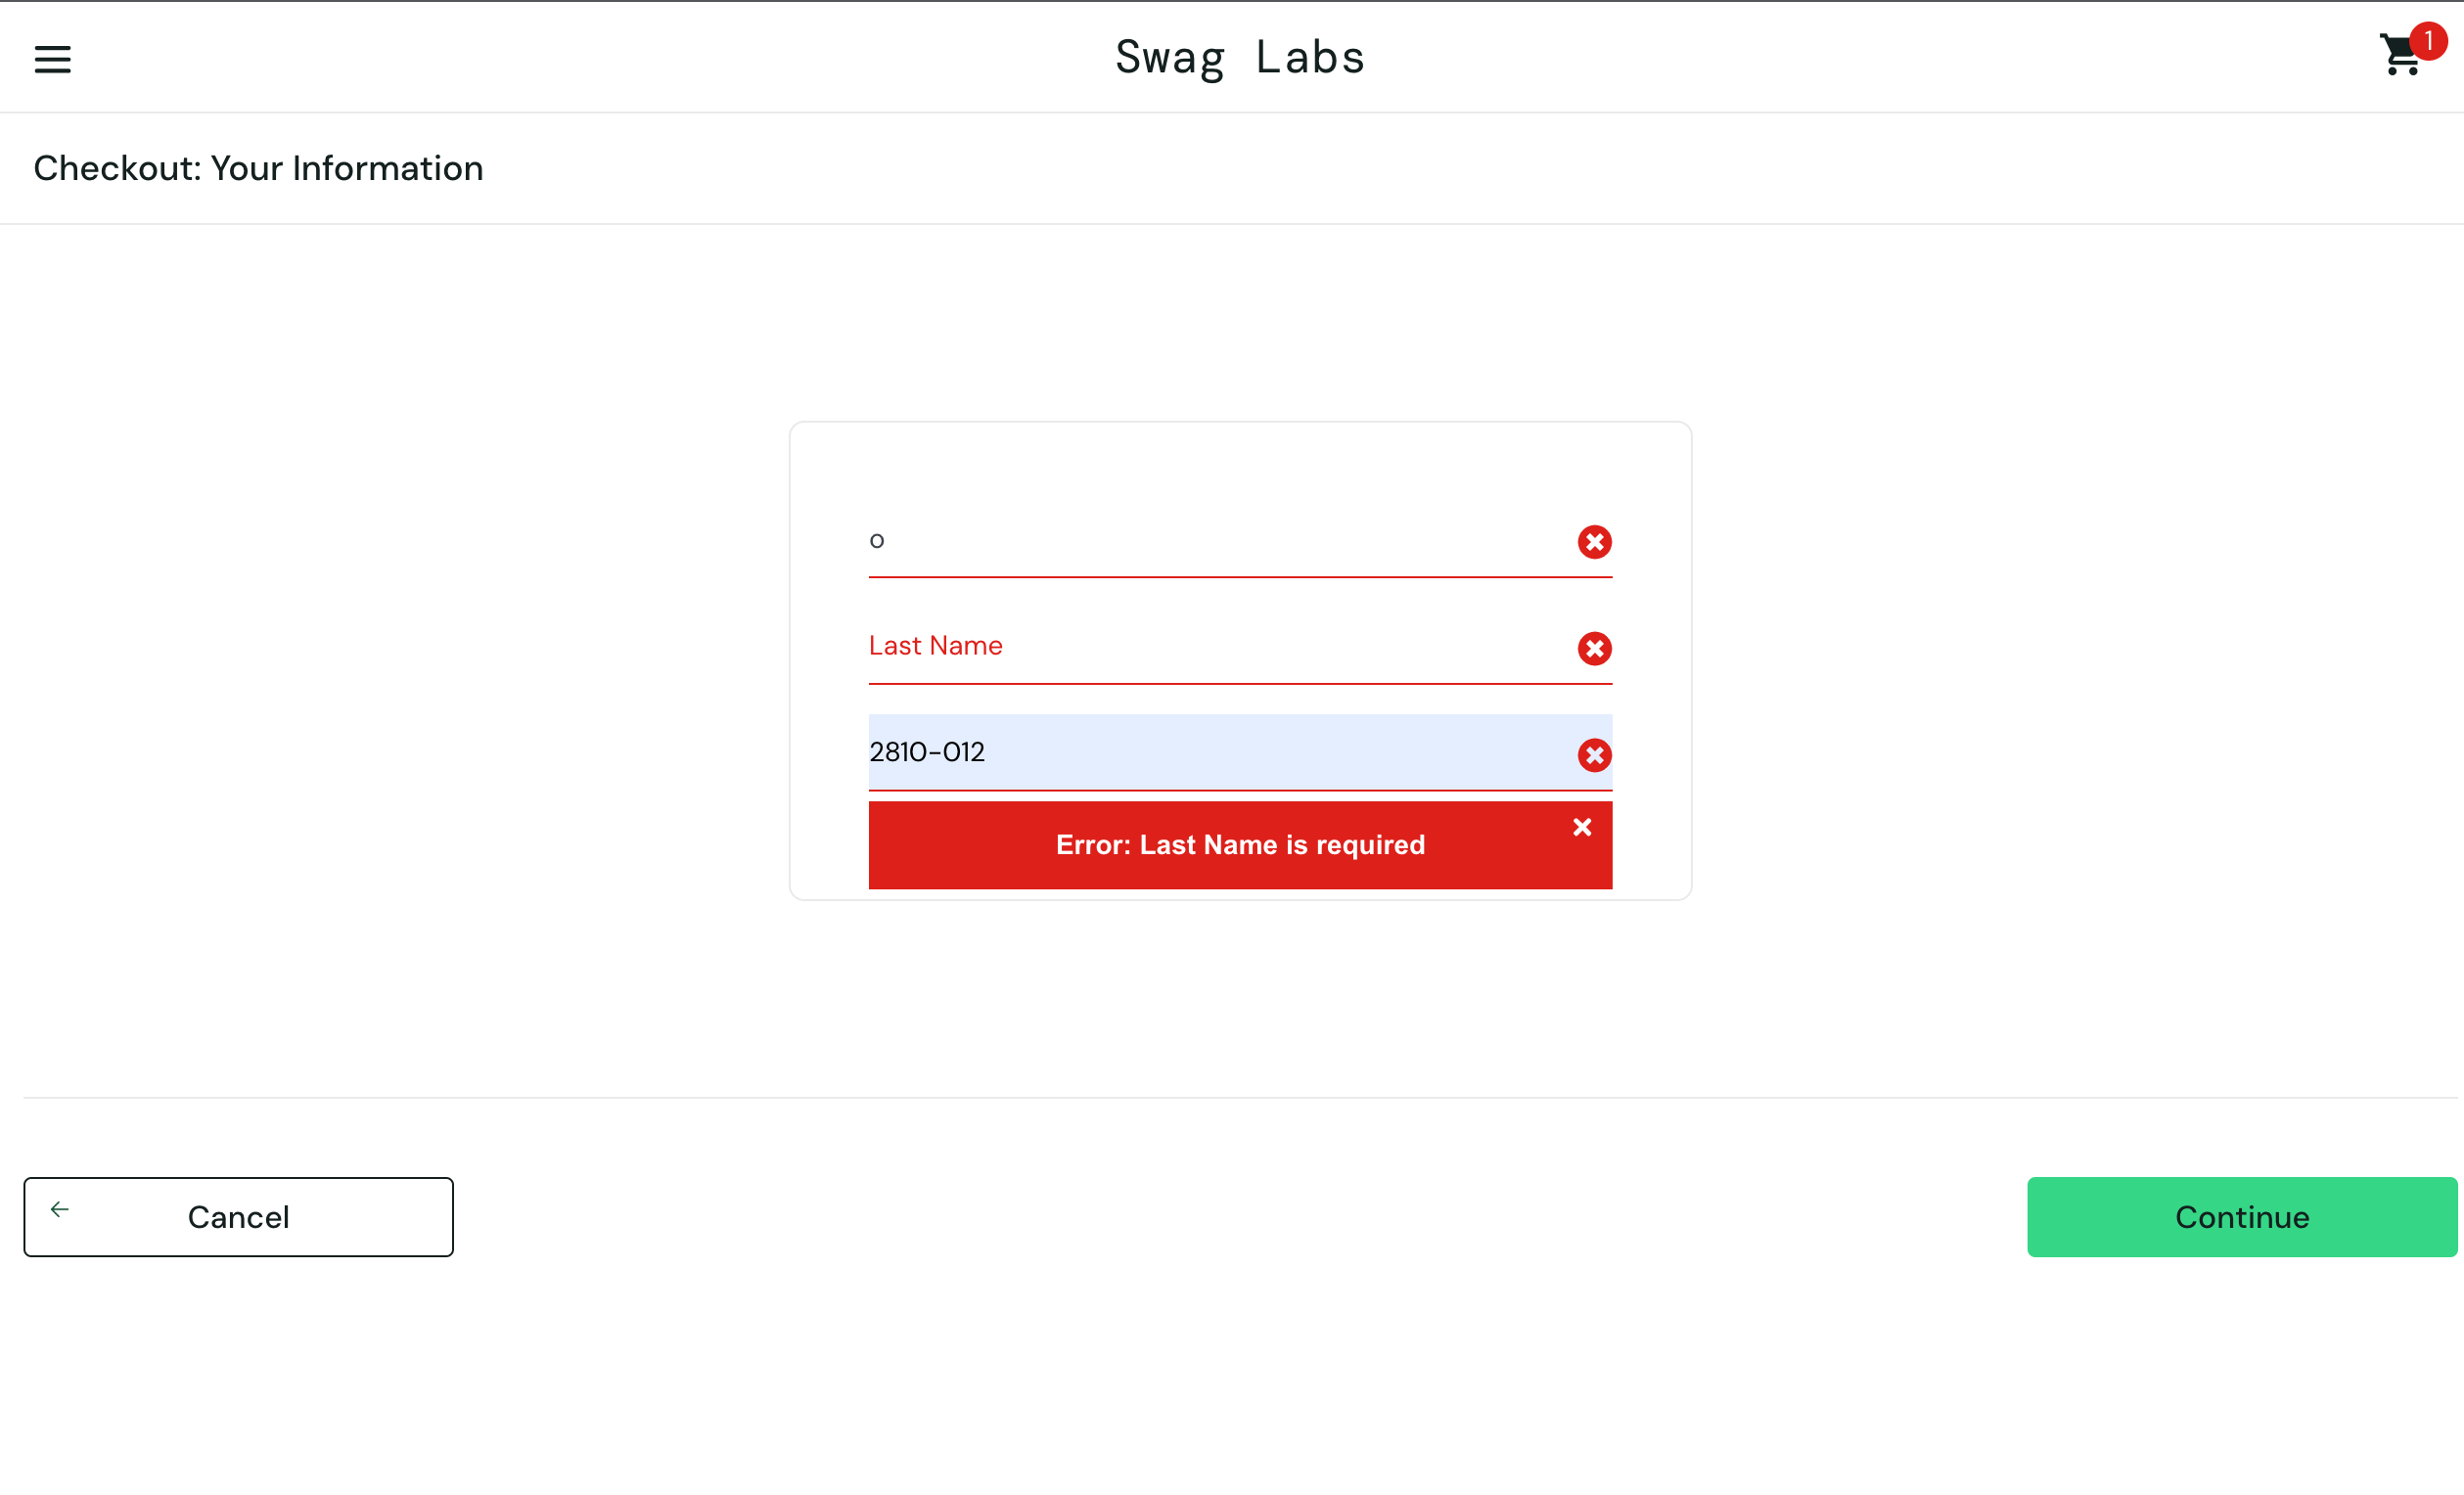 Swag Labs
1
Checkout: Your Information
o
Last Name
2810-012
Error: Last Name is required
Cancel
Continue